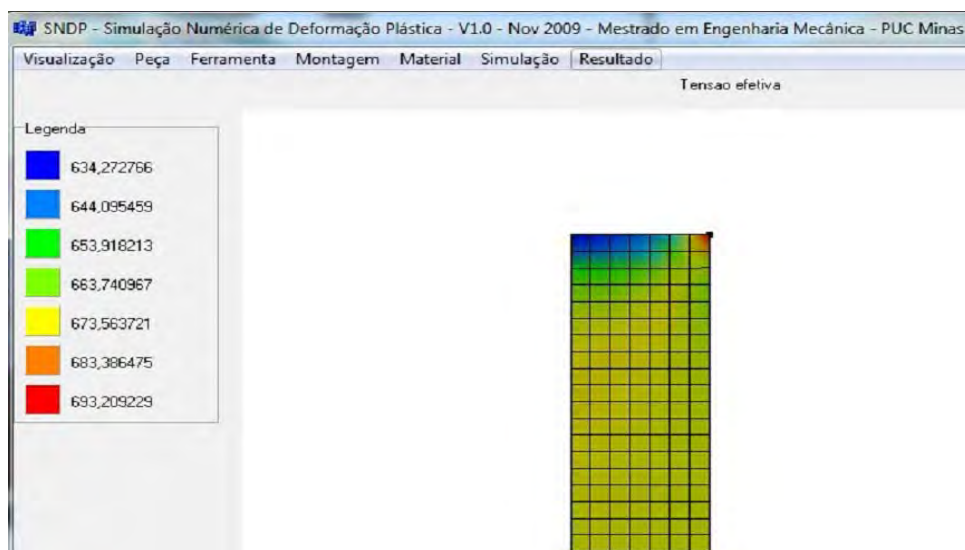 SNDP - Simulação Numérica de Deformação Plástica - V1.0 - Nov 2009 - Mestrado em Engenharia Mecânica - PUC Minas
Visualização Peça Ferramenta Montagem Material Simulação Resultado
Tensao efetiva
Legenda
634,272766
644,095459
653,918213
663,740967
673,563721
683,386475
693,209229